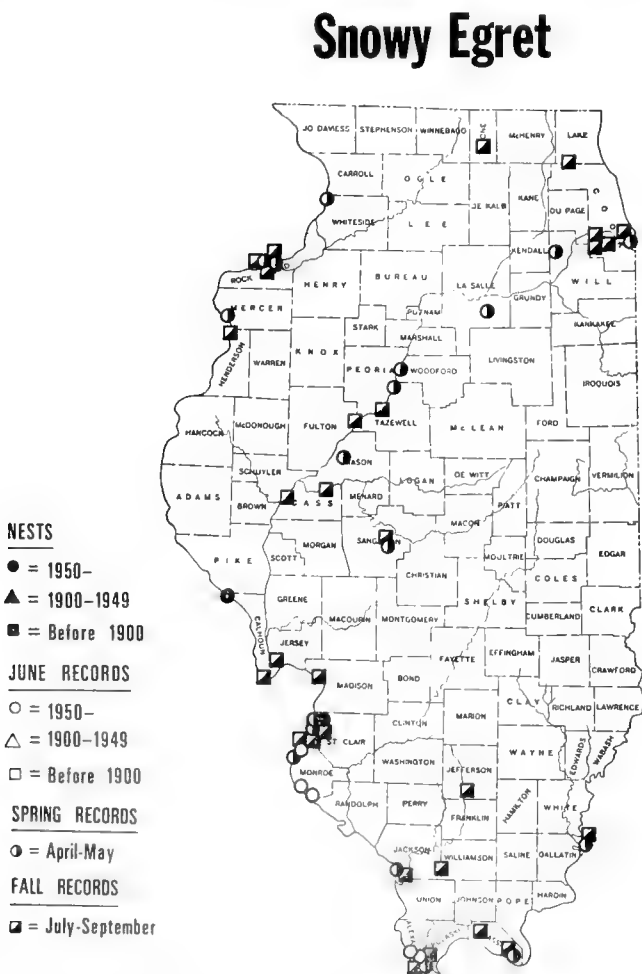 Snowy Egret
JO DAVIESS STEPHENSON WINNEBAGO McHENRY LAKE
CARROLL OGLE
DE KALB KANE
WHITESIDE LEE DU PAGE
KENDALL
ROCK HENRY BUREAU LA SALLE WILL
GRUNDY
MERCER PUTNAM
STARK KANKAKEE
MARSHALL
KNOX
HENDERSON WARREN PEORIA WOODFORD LIVINGSTON
IROQUOIS
HANCOCK McDONOUGH FULTON TAZEWELL McLEAN FORD
SCHUYLER MASON
LOGAN DE WITT CHAMPAIGN VERMILION
ADAMS BROWN CASS MENARD
PIATT
MACON
MORGAN DOUGLAS
PIKE SCOTT MOULTRIE EDGAR
CHRISTIAN COLES
GREENE SHELBY
CALHOUN MACOUPIN MONTGOMERY CUMBERLAND CLARK
JERSEY
FAYETTE EFFINGHAM JASPER CRAWFORD
MADISON BOND
CLAY RICHLAND LAWRENCE
CLINTON MARION
ST CLAIR WAYNE EDWARDS WABASH
MONROE WASHINGTON JEFFERSON
RANDOLPH PERRY HAMILTON WHITE
FRANKLIN
JACKSON WILLIAMSON SALINE GALLATIN
UNION JOHNSON POPE HARDIN
NESTS
● = 1950-
▲ = 1900-1949
■ = Before 1900
JUNE RECORDS
○ = 1950-
△ = 1900-1949
□ = Before 1900
SPRING RECORDS
◑ = April-May
FALL RECORDS
◪ = July-September